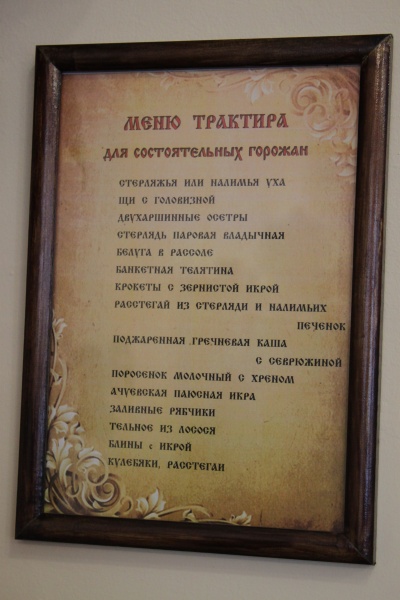 МЕНЮ ТРАКТИРА
ДЛЯ СОСТОЯТЕЛЬНЫХ ГОРОЖАН
СТЕРЛЯЖЬЯ ИЛИ НАЛИМЬЯ УХА
ЩИ С ГОЛОВИЗНОЙ
ДВУХАРШИННЫЕ ОСЕТРЫ
СТЕРЛЯДЬ ПАРОВАЯ ВЛАДЫЧНАЯ
БЕЛУГА В РАССОЛЕ
БАНКЕТНАЯ ТЕЛЯТИНА
КРОКЕТЫ С ЗЕРНИСТОЙ ИКРОЙ
РАССТЕГАЙ ИЗ СТЕРЛЯДИ И НАЛИМЬИХ
ПЕЧЕНОК
ПОДЖАРЕННАЯ ГРЕЧНЕВАЯ КАША
С СЕВРЮЖИНОЙ
ПОРОСЕНОК МОЛОЧНЫЙ С ХРЕНОМ
АЧУЕВСКАЯ ПАЮСНАЯ ИКРА
ЗАЛИВНЫЕ РЯБЧИКИ
ТЕЛЬНОЕ ИЗ ЛОСОСЯ
БЛИНЫ с ИКРОЙ
КУЛЕБЯКИ, РАССТЕГАИ